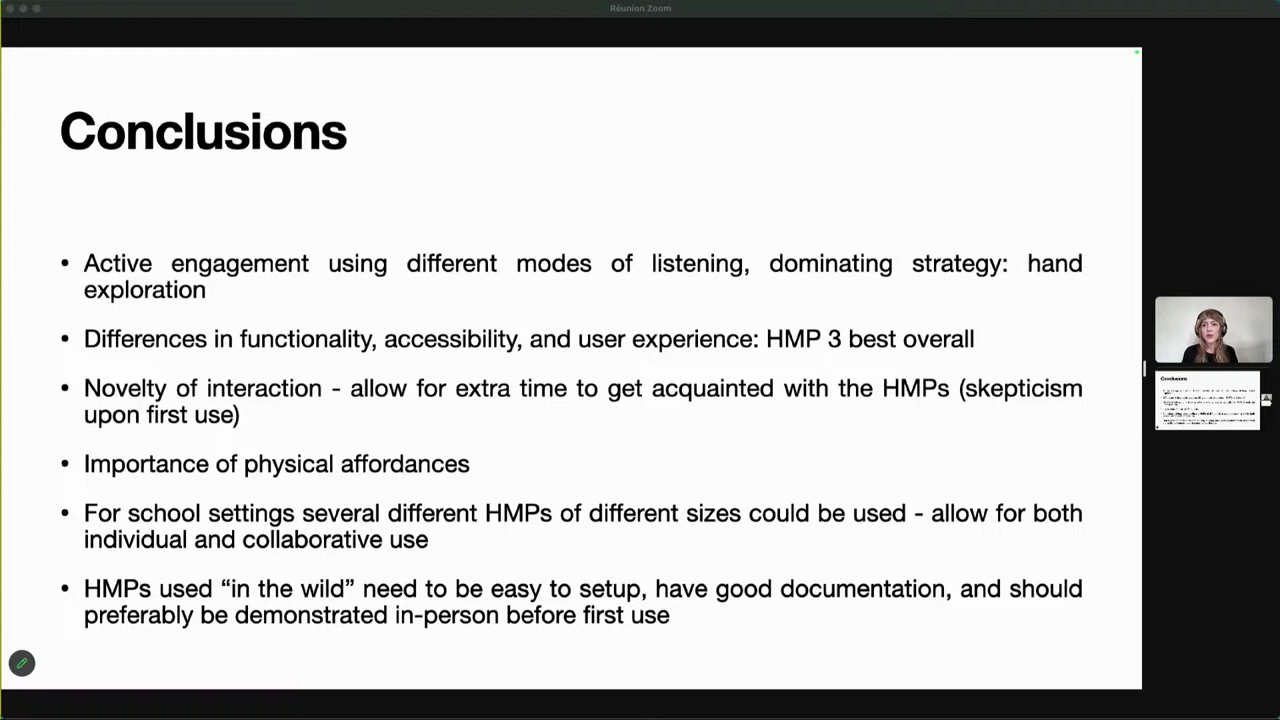 Réunion Zoom
Conclusions
• Active engagement using different modes of listening, dominating strategy: hand
exploration
• Differences in functionality, accessibility, and user experience: HMP 3 best overall
• Novelty of interaction - allow for extra time to get acquainted with the HMPs (skepticism
upon first use)
• Importance of physical affordances
• For school settings several different HMPs of different sizes could be used - allow for both
individual and collaborative use
• HMPs used “in the wild” need to be easy to setup, have good documentation, and should
preferably be demonstrated in-person before first use
Conclusions